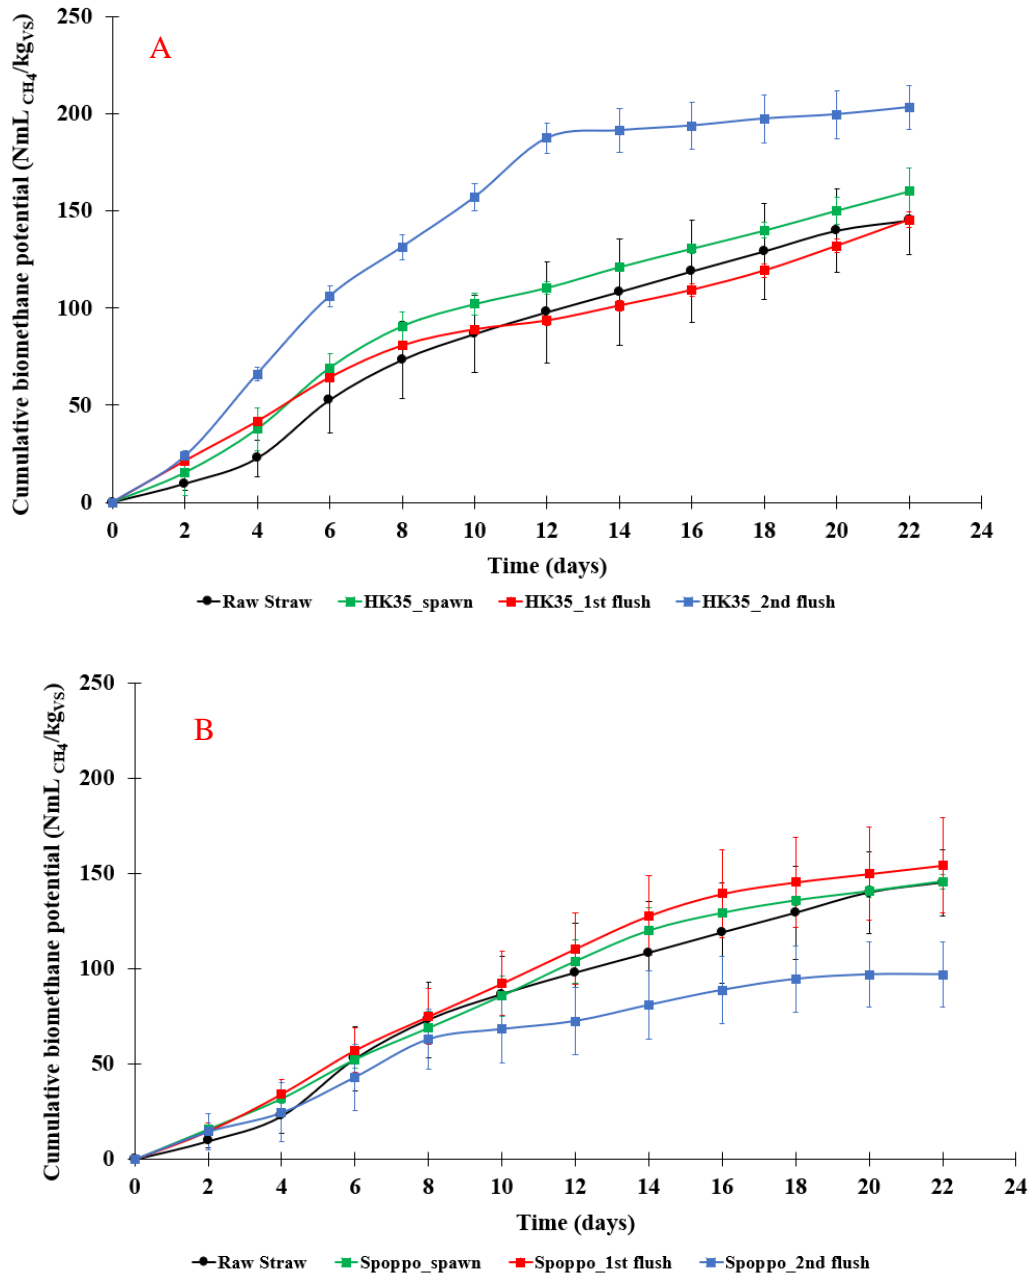 A
Cumulative biomethane potential (NmL CH4/kgVS)
250
200
150
100
50
0
0 2 4 6 8 10 12 14 16 18 20 22 24
Time (days)
Raw Straw HK35_spawn HK35_1st flush HK35_2nd flush
B
Cumulative biomethane potential (NmL CH4/kgVS)
250
200
150
100
50
0
0 2 4 6 8 10 12 14 16 18 20 22 24
Time (days)
Raw Straw Spoppo_spawn Spoppo_1st flush Spoppo_2nd flush